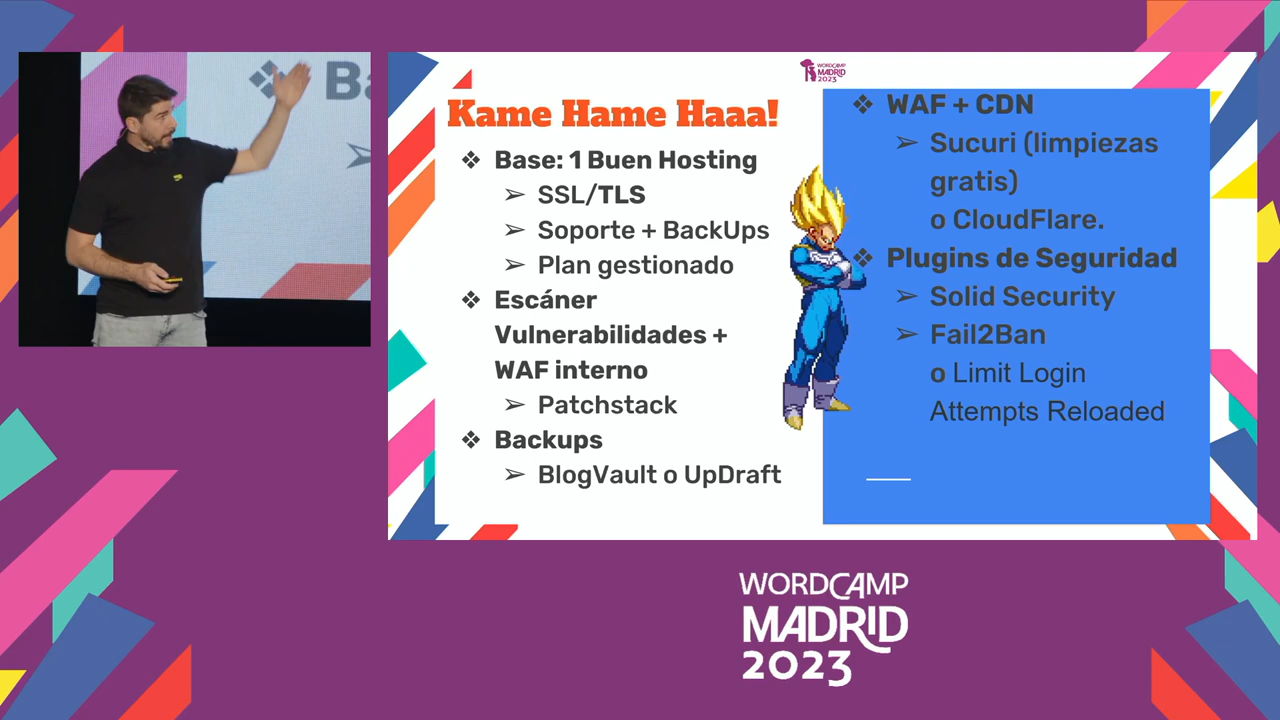 Ba
WORDCAMP
MADRID
2023
Kame Hame Haaa!
❖ Base: 1 Buen Hosting
➢ SSL/TLS
➢ Soporte + BackUps
➢ Plan gestionado
❖ Escáner
Vulnerabilidades +
WAF interno
➢ Patchstack
❖ Backups
➢ BlogVault o UpDraft
❖ WAF + CDN
➢ Sucuri (limpiezas
gratis)
o CloudFlare.
❖ Plugins de Seguridad
➢ Solid Security
➢ Fail2Ban
o Limit Login
Attempts Reloaded
WORDCAMP
MADRID
2023